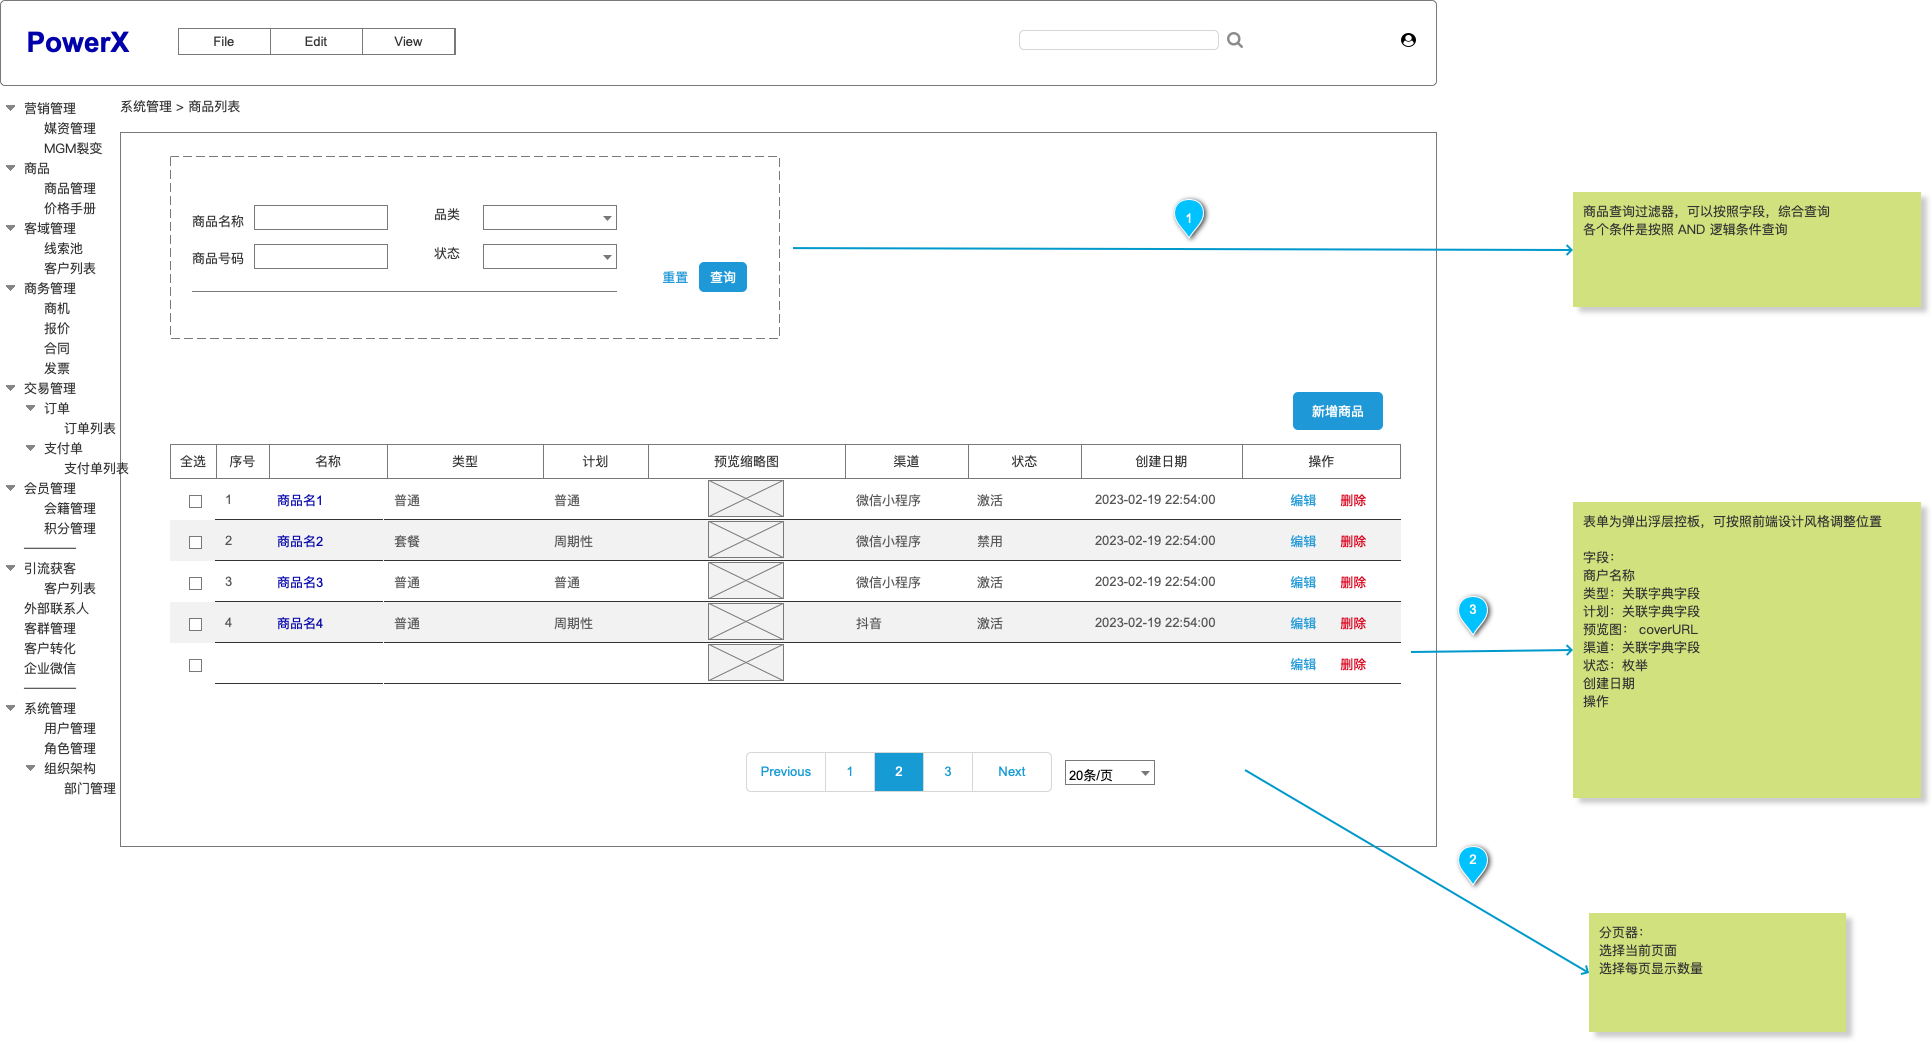 PowerX
File
Edit
View
系统管理 > 商品列表
营销管理
媒资管理
MGM裂变
商品
商品管理
价格手册
客域管理
线索池
客户列表
商务管理
商机
报价
合同
发票
交易管理
订单
订单列表
支付单
支付单列表
会员管理
会籍管理
积分管理
引流获客
客户列表
外部联系人
客群管理
客户转化
企业微信
系统管理
用户管理
角色管理
组织架构
部门管理
商品名称
品类
商品号码
状态
重置
查询
新增商品
全选 序号 名称 类型 计划 预览缩略图 渠道 状态 创建日期 操作
1 商品名1 普通 普通 微信小程序 激活 2023-02-19 22:54:00 编辑 删除
2 商品名2 套餐 周期性 微信小程序 禁用 2023-02-19 22:54:00 编辑 删除
3 商品名3 普通 普通 微信小程序 激活 2023-02-19 22:54:00 编辑 删除
4 商品名4 普通 周期性 抖音 激活 2023-02-19 22:54:00 编辑 删除
编辑 删除
Previous 1 2 3 Next
20条/页
1
商品查询过滤器，可以按照字段，综合查询
各个条件是按照 AND 逻辑条件查询
3
表单为弹出浮层控板，可按照前端设计风格调整位置
字段：
商户名称
类型：关联字典字段
计划：关联字典字段
预览图： coverURL
渠道：关联字典字段
状态：枚举
创建日期
操作
2
分页器：
选择当前页面
选择每页显示数量